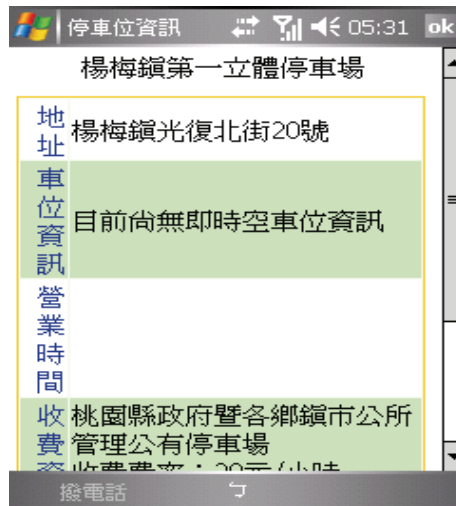 停車位資訊 05:31 ok
楊梅鎮第一立體停車場
地址 楊梅鎮光復北街20號
車位資訊 目前尚無即時空車位資訊
營業時間
收費 桃園縣政府暨各鄉鎮市公所
管理公有停車場
撥電話